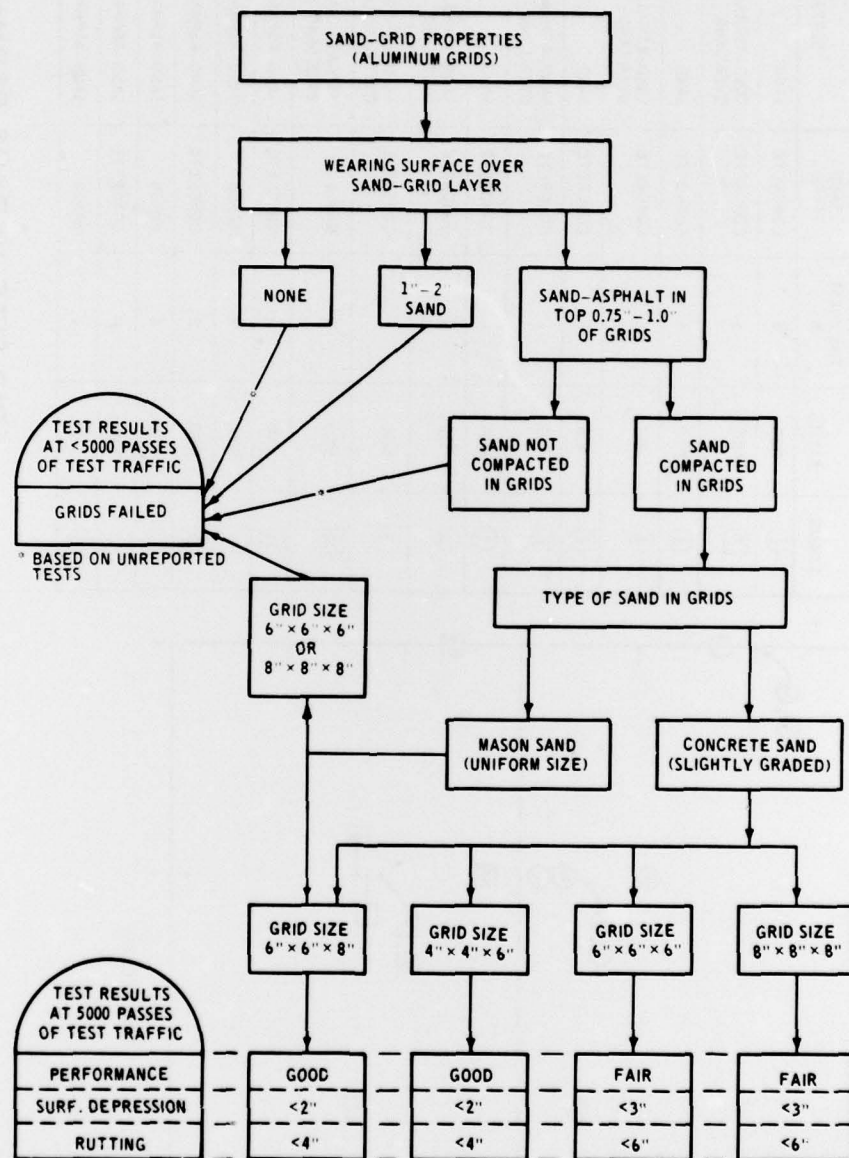 SAND-GRID PROPERTIES
(ALUMINUM GRIDS)
WEARING SURFACE OVER
SAND-GRID LAYER
NONE
1"-2"
SAND
SAND-ASPHALT IN
TOP 0.75"-1.0"
OF GRIDS
TEST RESULTS
AT <5000 PASSES
OF TEST TRAFFIC
GRIDS FAILED
* BASED ON UNREPORTED
TESTS
SAND NOT
COMPACTED
IN GRIDS
SAND
COMPACTED
IN GRIDS
TYPE OF SAND IN GRIDS
GRID SIZE
6" × 6" × 6"
OR
8" × 8" × 8"
MASON SAND
(UNIFORM SIZE)
CONCRETE SAND
(SLIGHTLY GRADED)
GRID SIZE
6" × 6" × 8"
GRID SIZE
4" × 4" × 6"
GRID SIZE
6" × 6" × 6"
GRID SIZE
8" × 8" × 8"
TEST RESULTS
AT 5000 PASSES
OF TEST TRAFFIC
PERFORMANCE GOOD GOOD FAIR FAIR
SURF. DEPRESSION <2" <2" <3" <3"
RUTTING <4" <4" <6" <6"